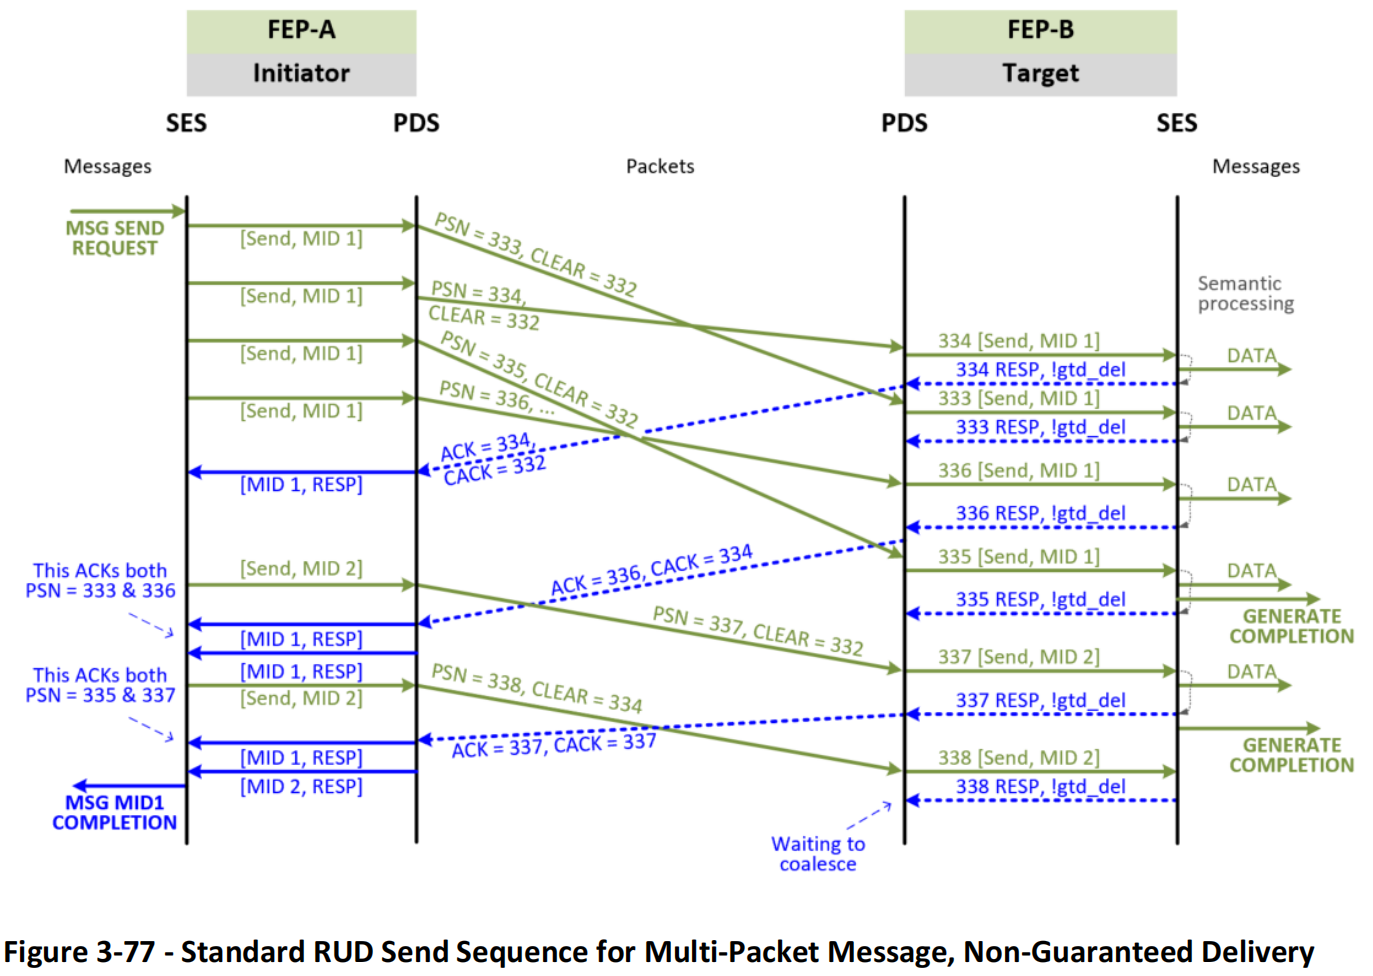 FEP-A
Initiator
FEP-B
Target
SES
PDS
PDS
SES
Messages
Packets
Messages
MSG SEND
REQUEST
[Send, MID 1]
PSN = 333, CLEAR = 332
[Send, MID 1]
PSN = 334,
CLEAR = 332
[Send, MID 1]
PSN = 335, CLEAR = 332
[Send, MID 1]
PSN = 336, ...
Semantic
processing
334 [Send, MID 1]
DATA
334 RESP, !gtd_del
333 [Send, MID 1]
DATA
333 RESP, !gtd_del
ACK = 334,
CACK = 332
[MID 1, RESP]
336 [Send, MID 1]
DATA
336 RESP, !gtd_del
ACK = 336, CACK = 334
335 [Send, MID 1]
DATA
335 RESP, !gtd_del
GENERATE
COMPLETION
This ACKs both
PSN = 333 & 336
[Send, MID 2]
PSN = 337, CLEAR = 332
[MID 1, RESP]
[MID 1, RESP]
337 [Send, MID 2]
DATA
337 RESP, !gtd_del
This ACKs both
PSN = 335 & 337
[Send, MID 2]
PSN = 338, CLEAR = 334
ACK = 337, CACK = 337
GENERATE
COMPLETION
[MID 1, RESP]
[MID 2, RESP]
338 [Send, MID 2]
338 RESP, !gtd_del
MSG MID1
COMPLETION
Waiting to
coalesce
Figure 3-77 - Standard RUD Send Sequence for Multi-Packet Message, Non-Guaranteed Delivery